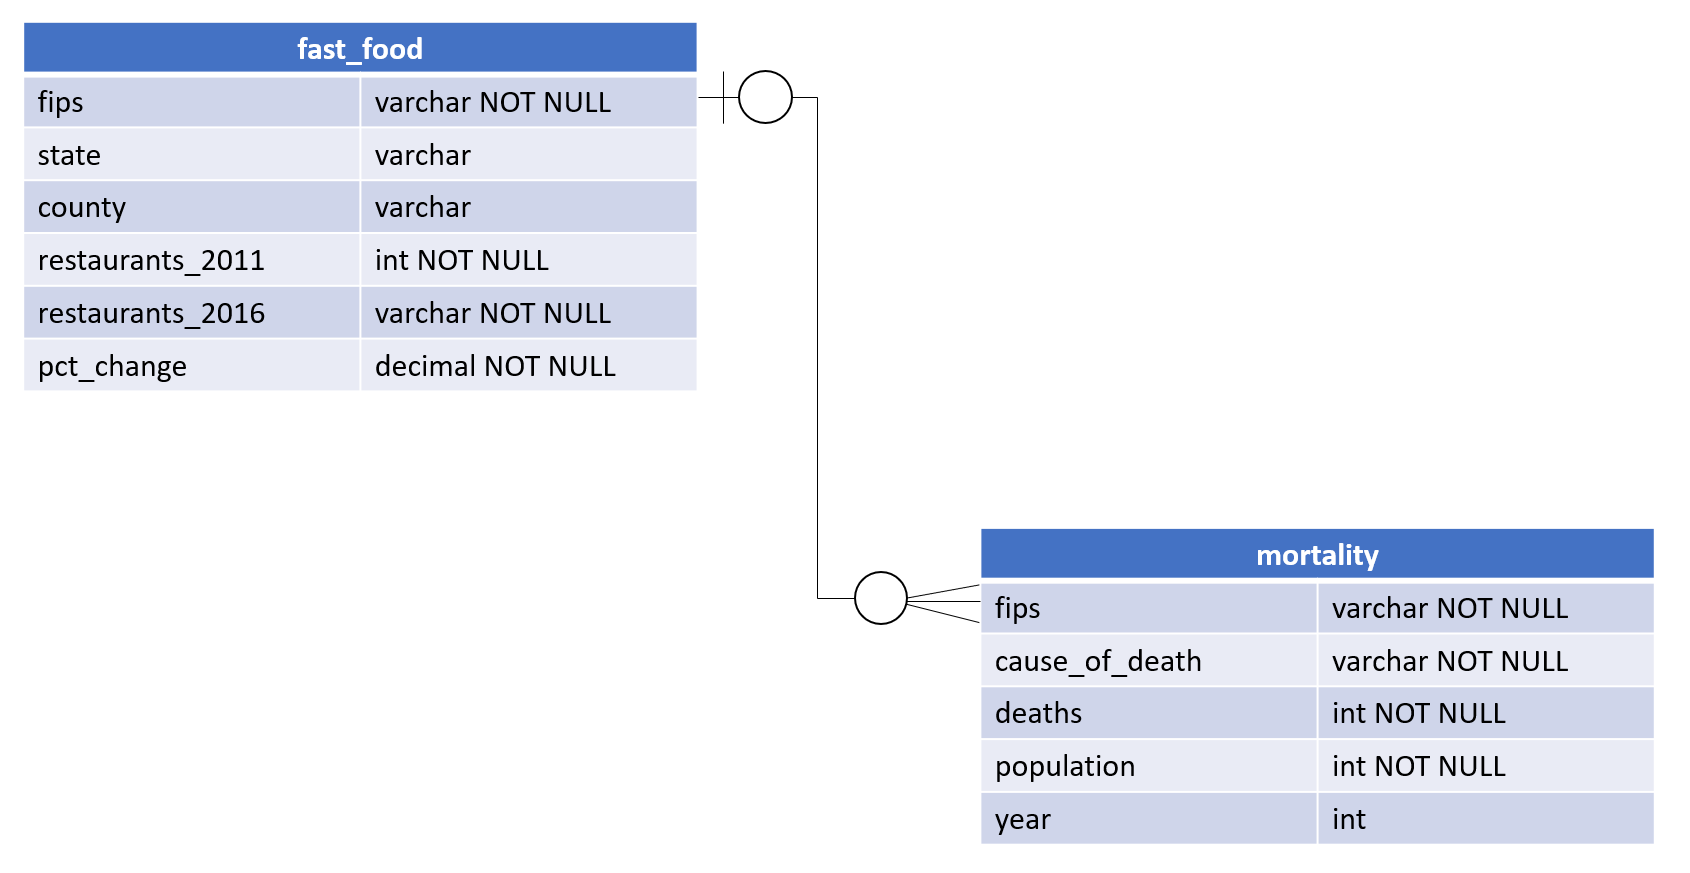 fast_food
fips varchar NOT NULL
state varchar
county varchar
restaurants_2011 int NOT NULL
restaurants_2016 varchar NOT NULL
pct_change decimal NOT NULL
mortality
fips varchar NOT NULL
cause_of_death varchar NOT NULL
deaths int NOT NULL
population int NOT NULL
year int